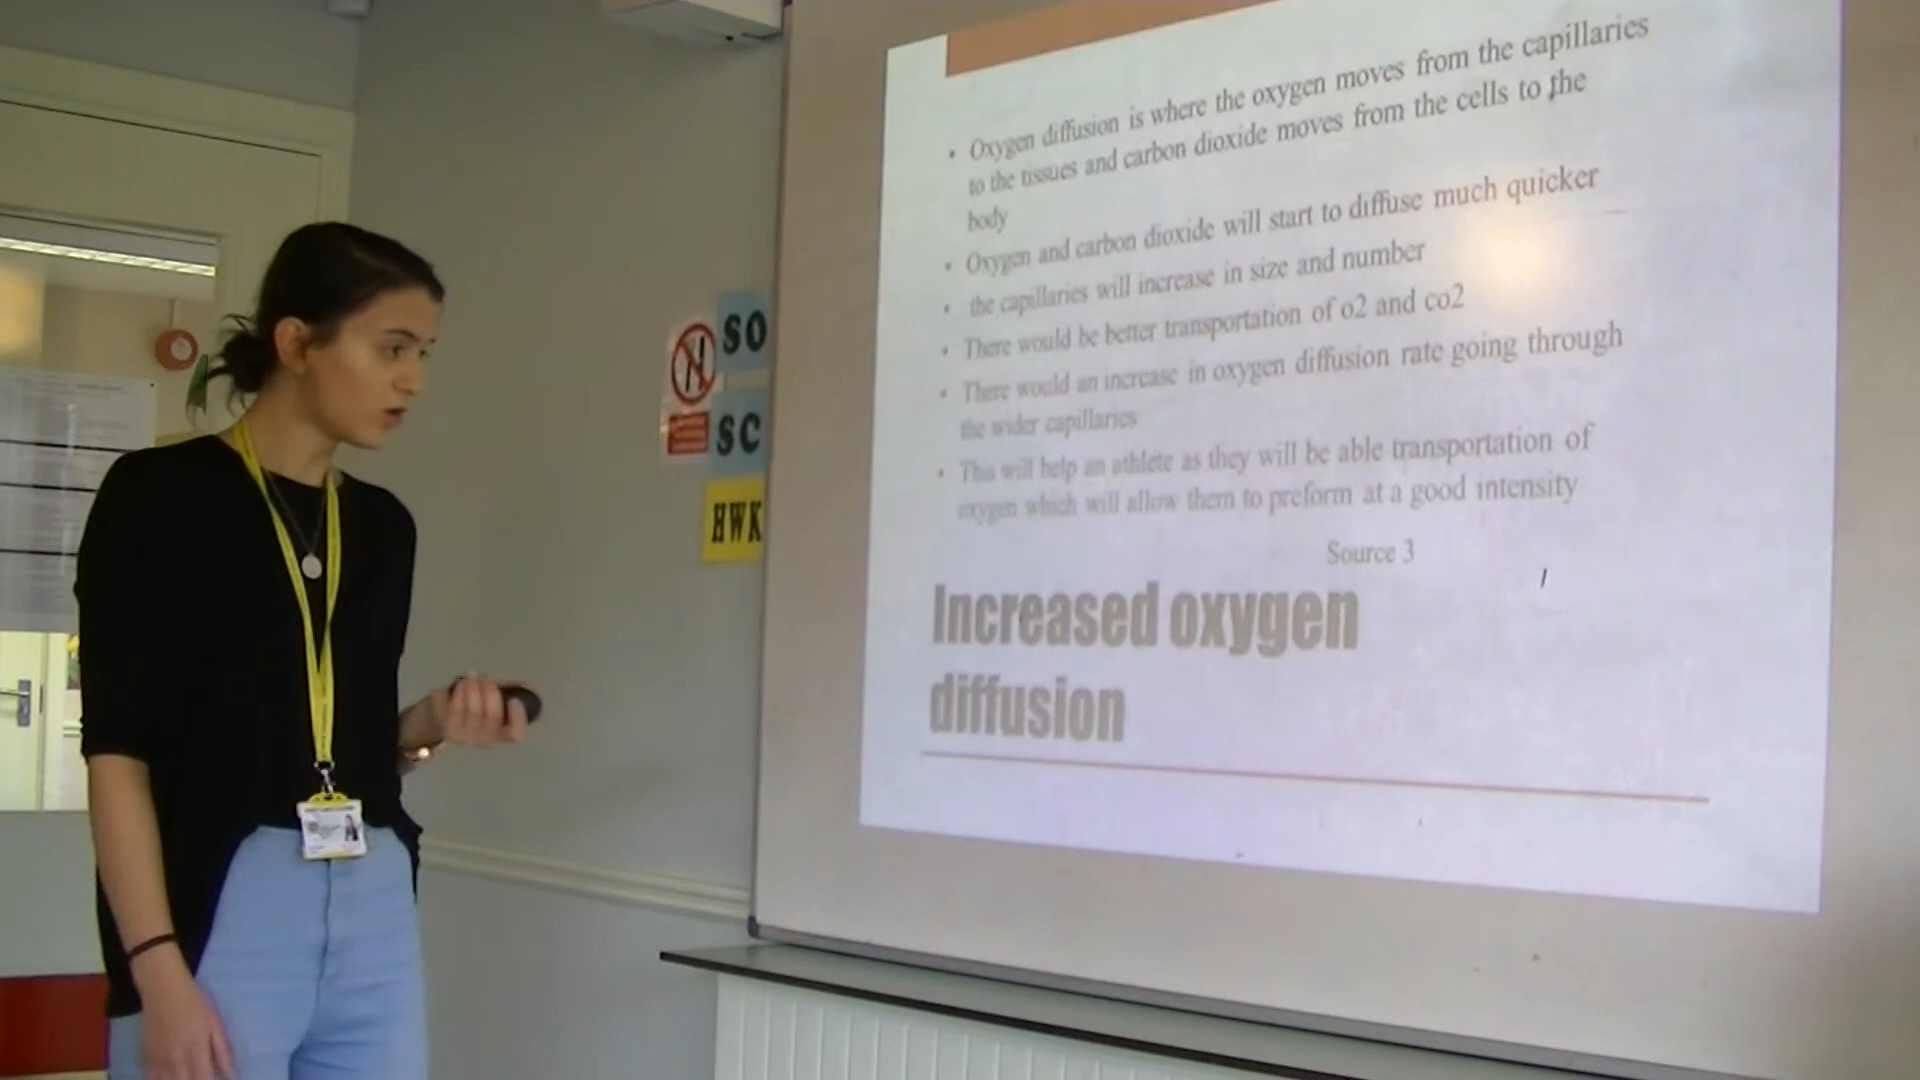 • Oxygen diffusion is where the oxygen moves from the capillaries
to the tissues and carbon dioxide moves from the cells to the
body
• Oxygen and carbon dioxide will start to diffuse much quicker
• the capillaries will increase in size and number
• There would be better transportation of o2 and co2
• There would an increase in oxygen diffusion rate going through
the wider capillaries
• This will help an athlete as they will be able transportation of
oxygen which will allow them to preform at a good intensity
Source 3
Increased oxygen
diffusion
SO
SC
HWK